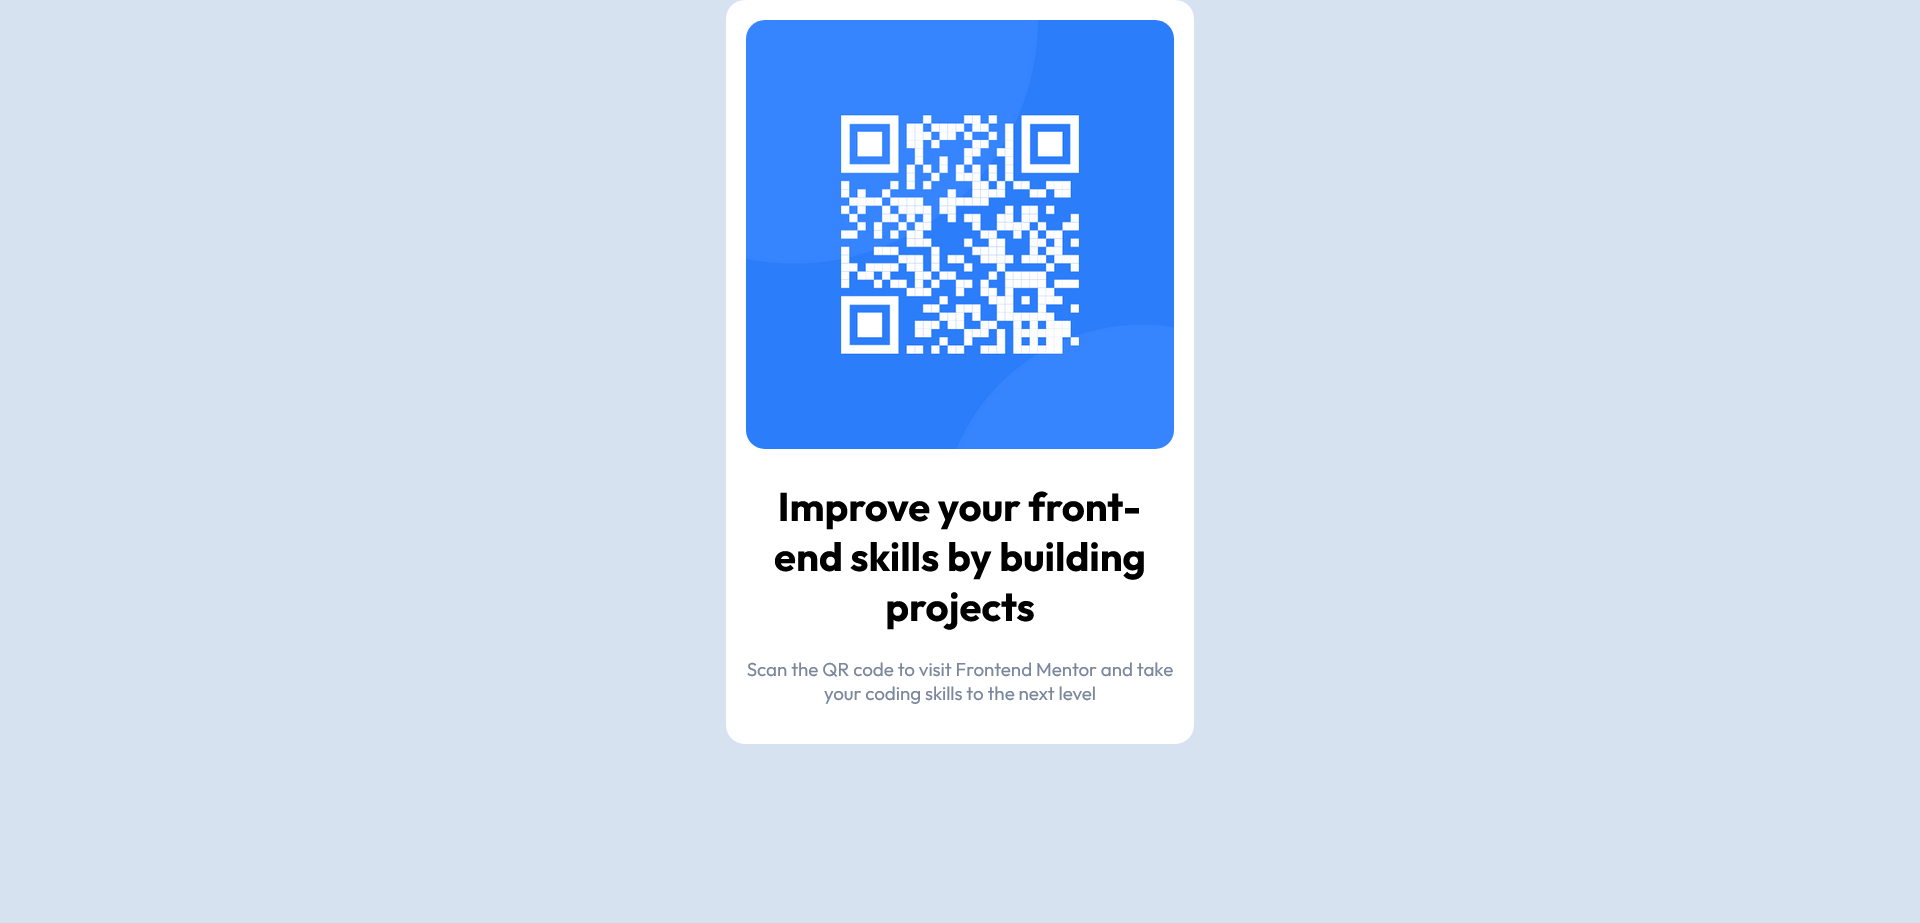 Improve your front-
end skills by building
projects
Scan the QR code to visit Frontend Mentor and take
your coding skills to the next level